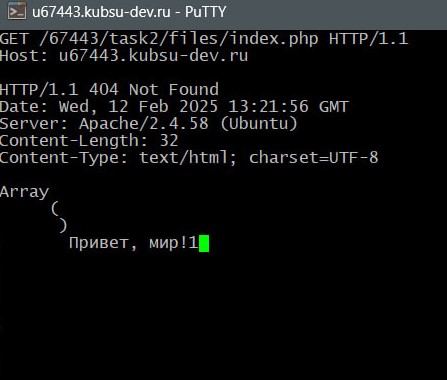 u67443.kubsu-dev.ru - PuTTY
GET /67443/task2/files/index.php HTTP/1.1
Host: u67443.kubsu-dev.ru
HTTP/1.1 404 Not Found
Date: Wed, 12 Feb 2025 13:21:56 GMT
Server: Apache/2.4.58 (Ubuntu)
Content-Length: 32
Content-Type: text/html; charset=UTF-8
Array
(
)
Привет, мир!1